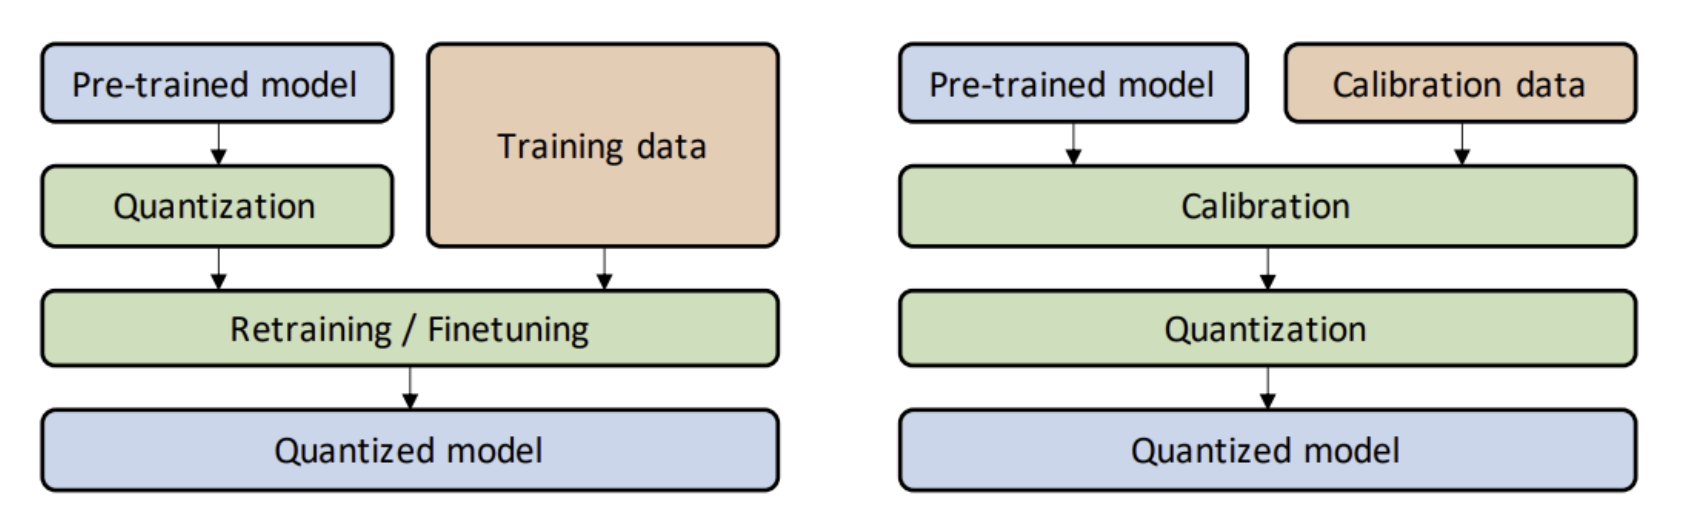 Pre-trained model
Training data
Quantization
Retraining / Finetuning
Quantized model
Pre-trained model
Calibration data
Calibration
Quantization
Quantized model